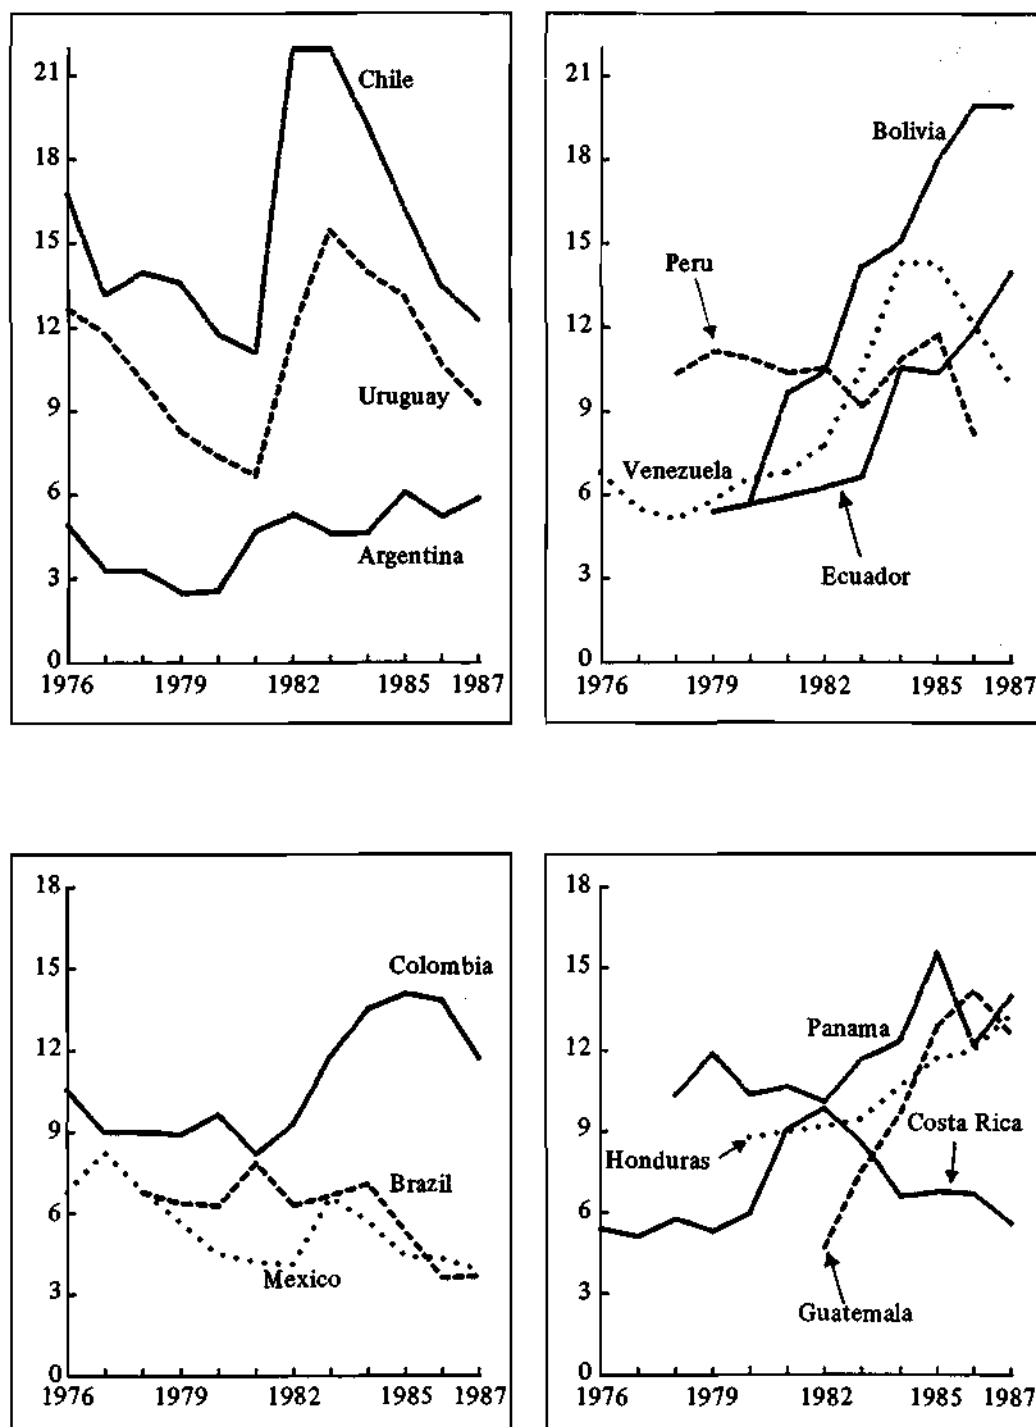 21
Chile
18
15
12
Uruguay
9
6
Argentina
3
0
1976 1979 1982 1985 1987
21
Bolivia
18
15
Peru
12
9
Venezuela
6
Ecuador
3
0
1976 1979 1982 1985 1987
18
15
Colombia
12
9
Brazil
6
Mexico
3
0
1976 1979 1982 1985 1987
18
15
Panama
12
Costa Rica
9
Honduras
6
Guatemala
3
0
1976 1979 1982 1985 1987